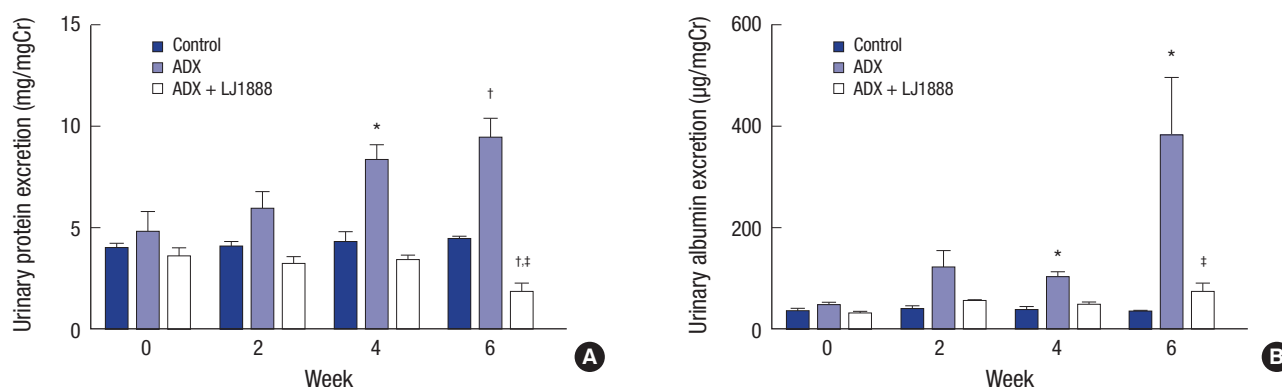 Urinary protein excretion (mg/mgCr)
15
10
5
0
Control
ADX
ADX + LJ1888
*
†
†,‡
0 2 4 6
Week
A
Urinary albumin excretion (µg/mgCr)
600
400
200
0
Control
ADX
ADX + LJ1888
*
*
‡
0 2 4 6
Week
B